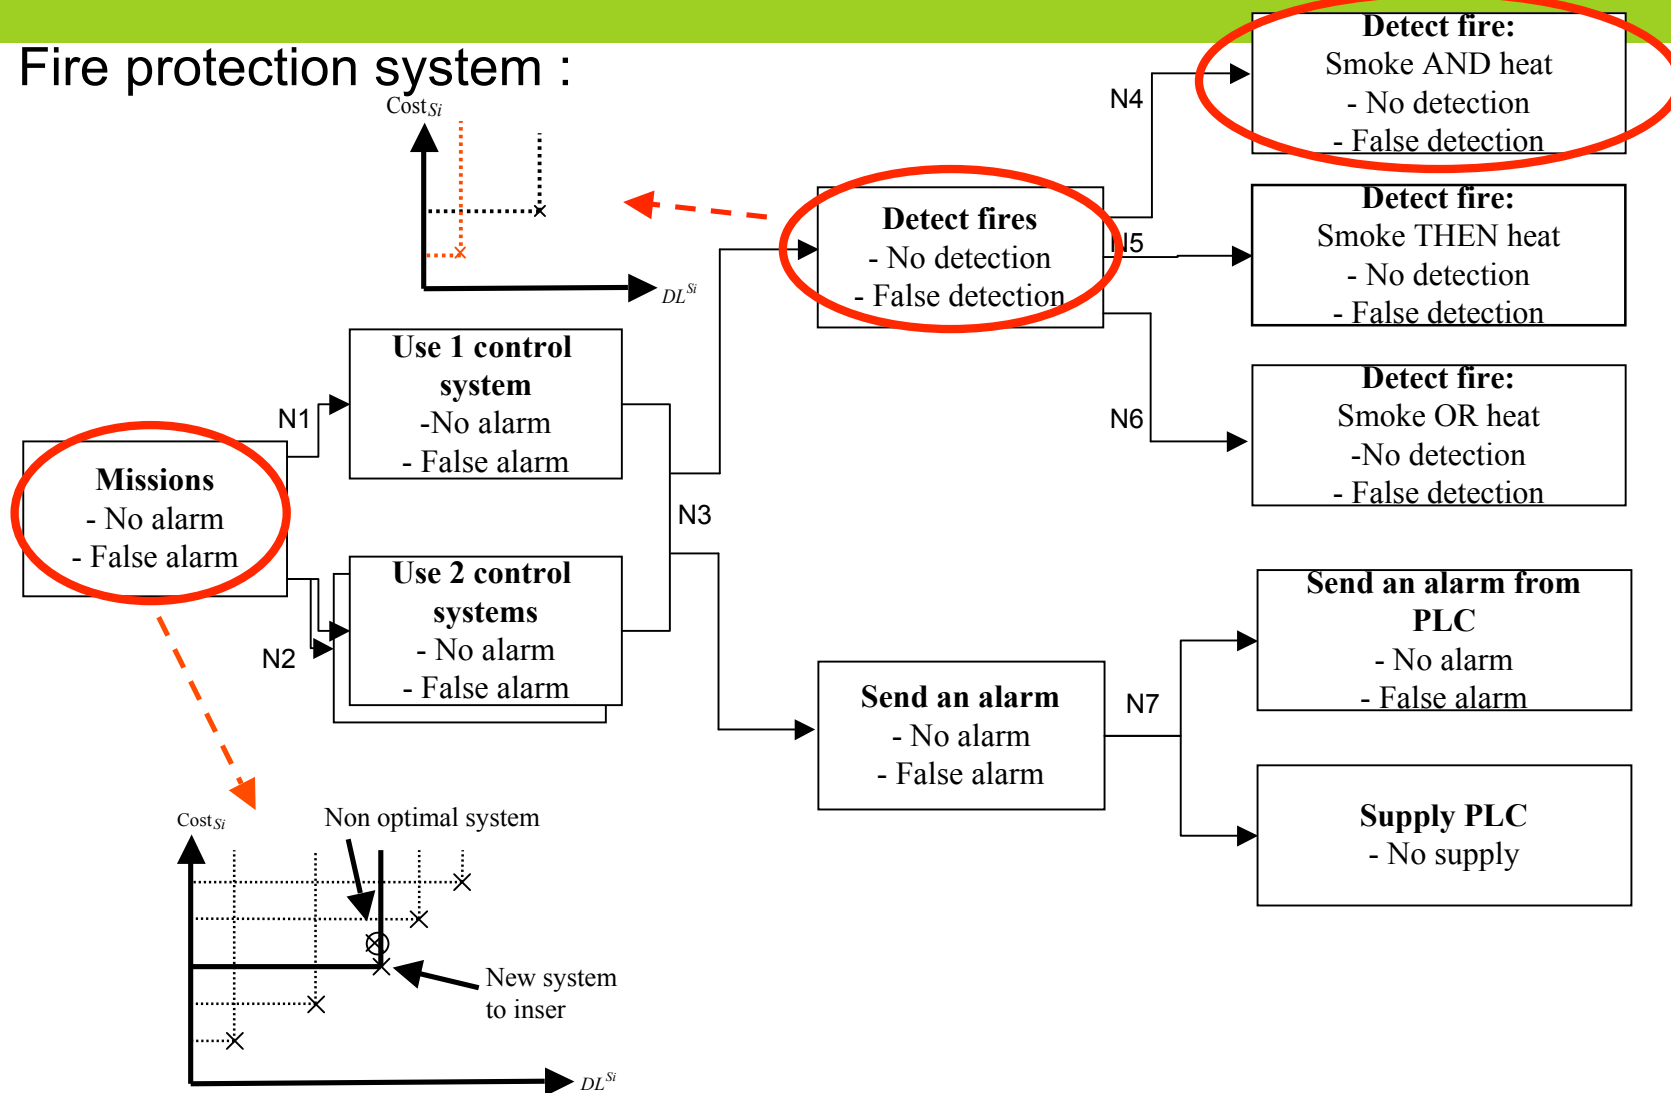 Fire protection system :
Cost Si
DL Si
Missions
- No alarm
- False alarm
N1
N2
Use 1 control
system
-No alarm
- False alarm
Use 2 control
systems
- No alarm
- False alarm
N3
Detect fires
- No detection
- False detection
Send an alarm
- No alarm
- False alarm
N4
N5
N6
N7
Detect fire:
Smoke AND heat
- No detection
- False detection
Detect fire:
Smoke THEN heat
- No detection
- False detection
Detect fire:
Smoke OR heat
-No detection
- False detection
Send an alarm from
PLC
- No alarm
- False alarm
Supply PLC
- No supply
Cost Si
Non optimal system
New system
to inser
DL Si